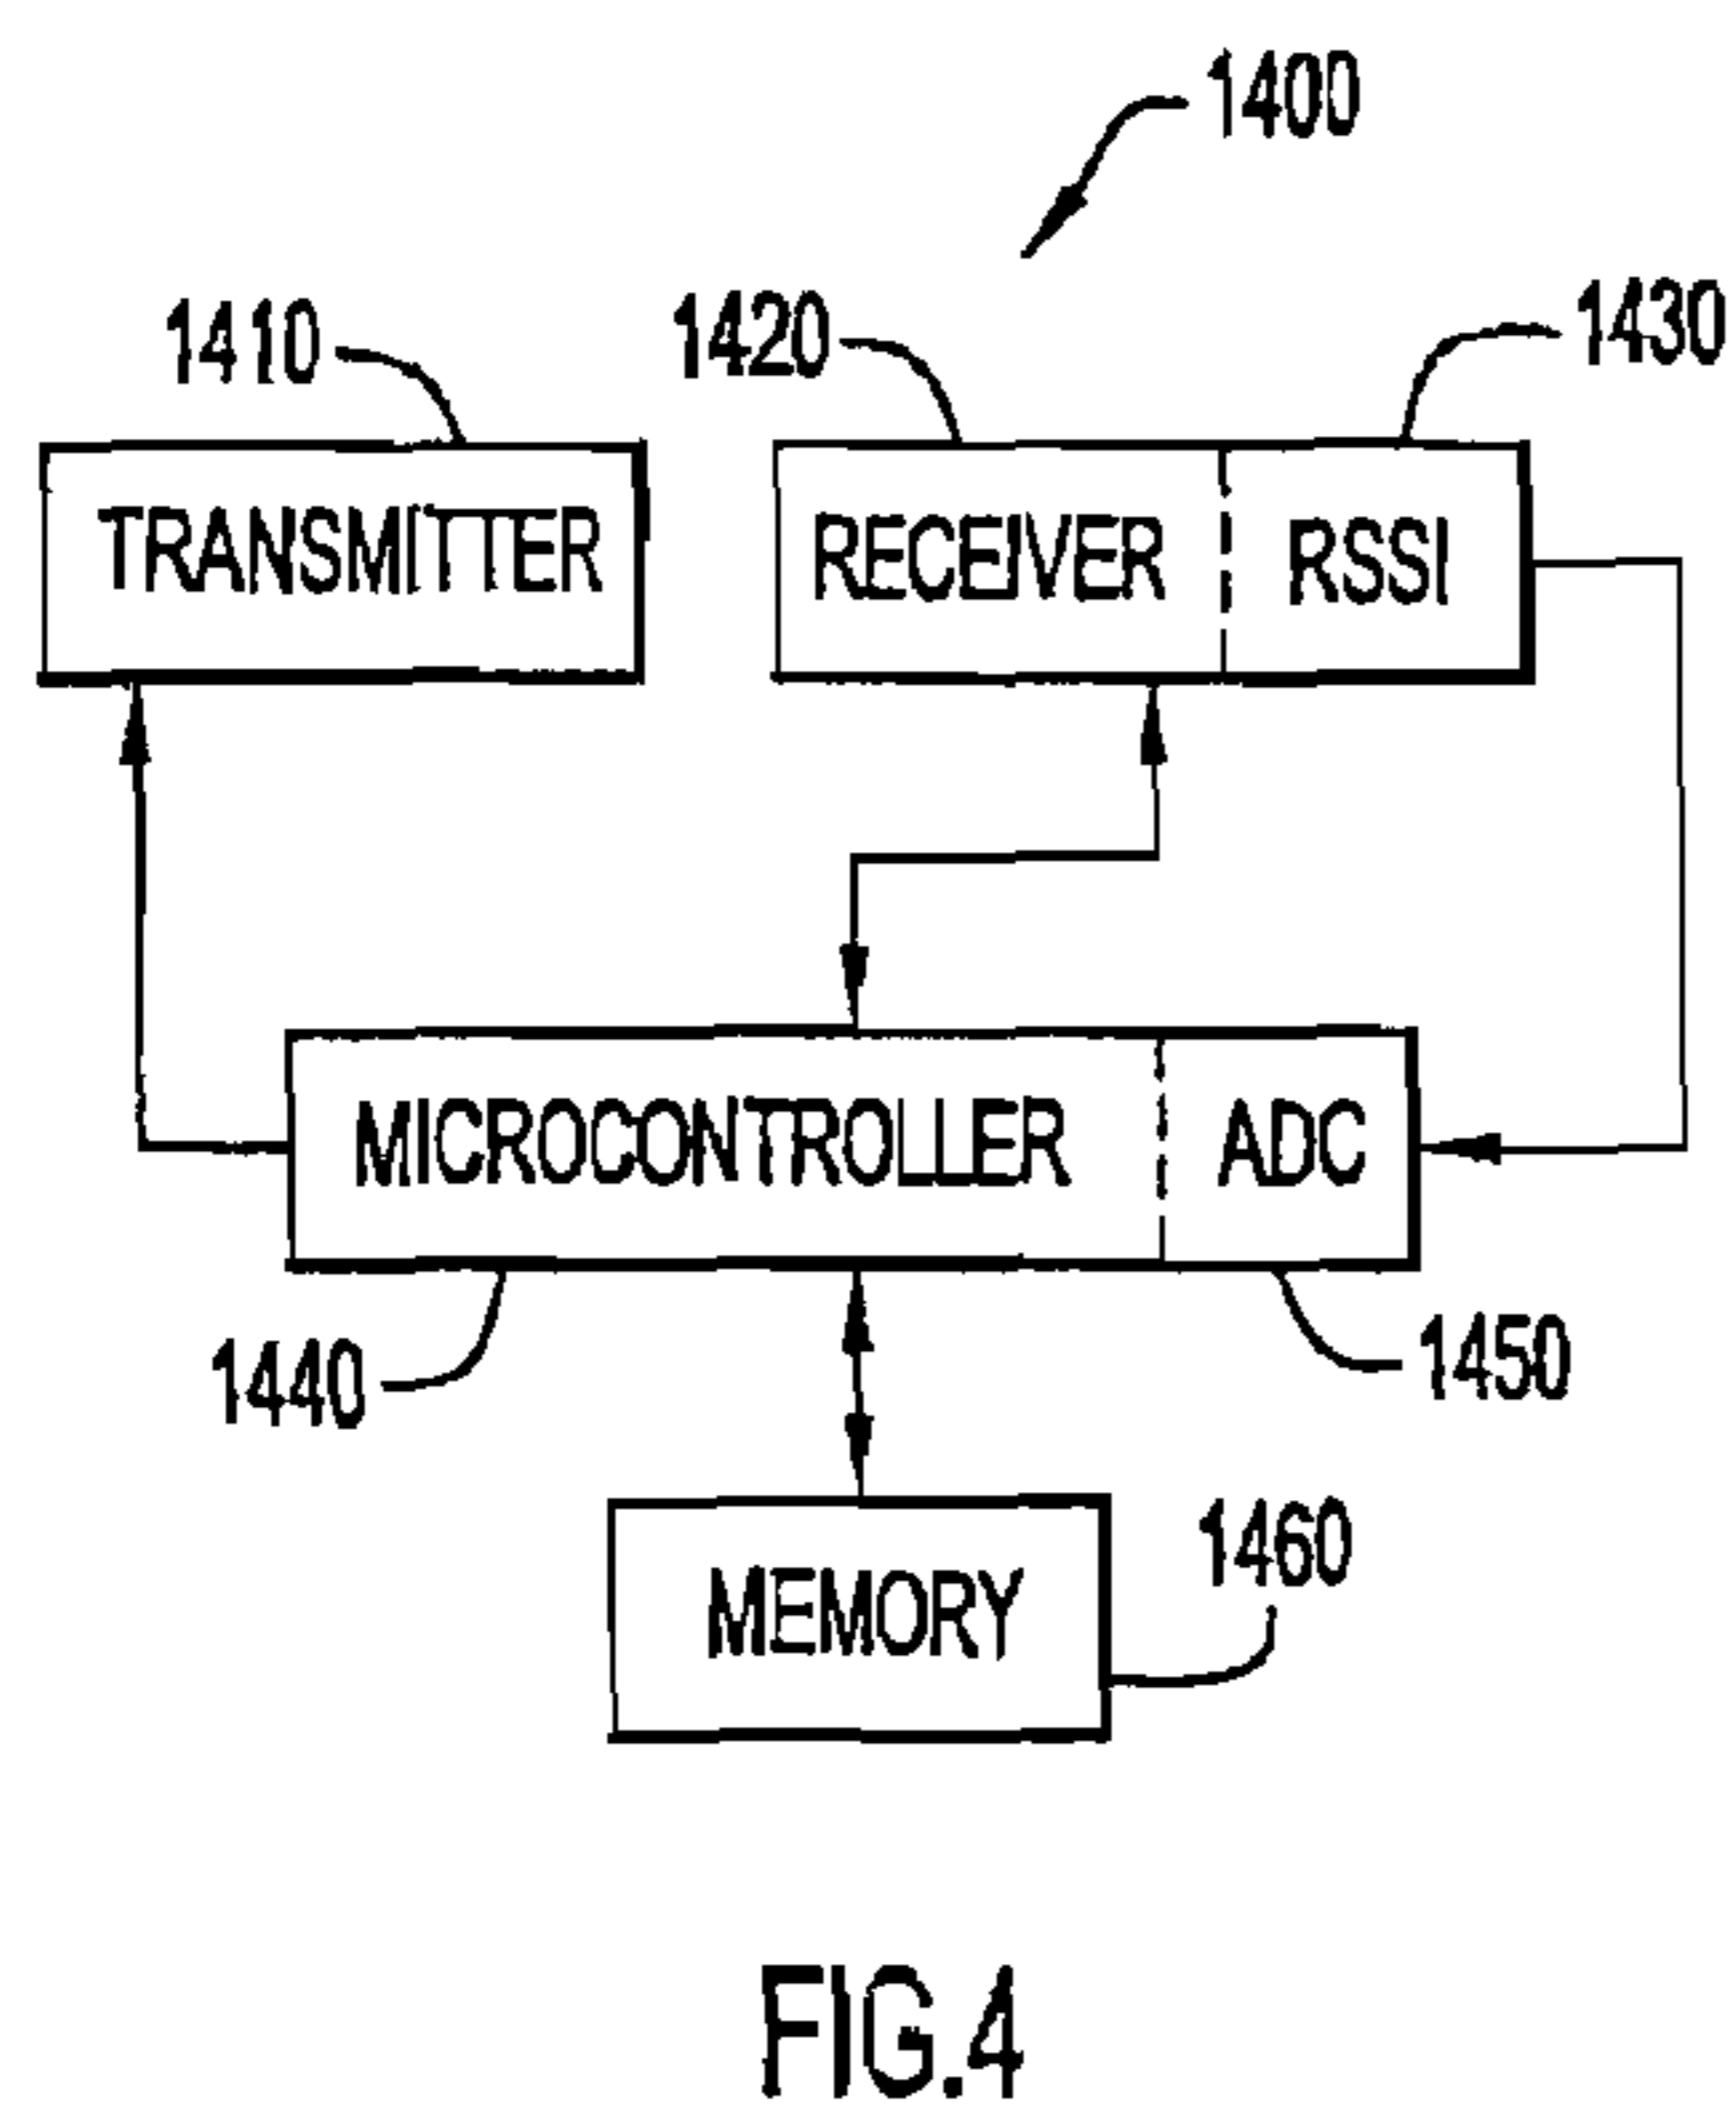 1400
1410
1420
1430
TRANSMITTER
RECEIVER
RSSI
MICROCONTROLLER
ADC
1440
1450
MEMORY
1460
FIG.4